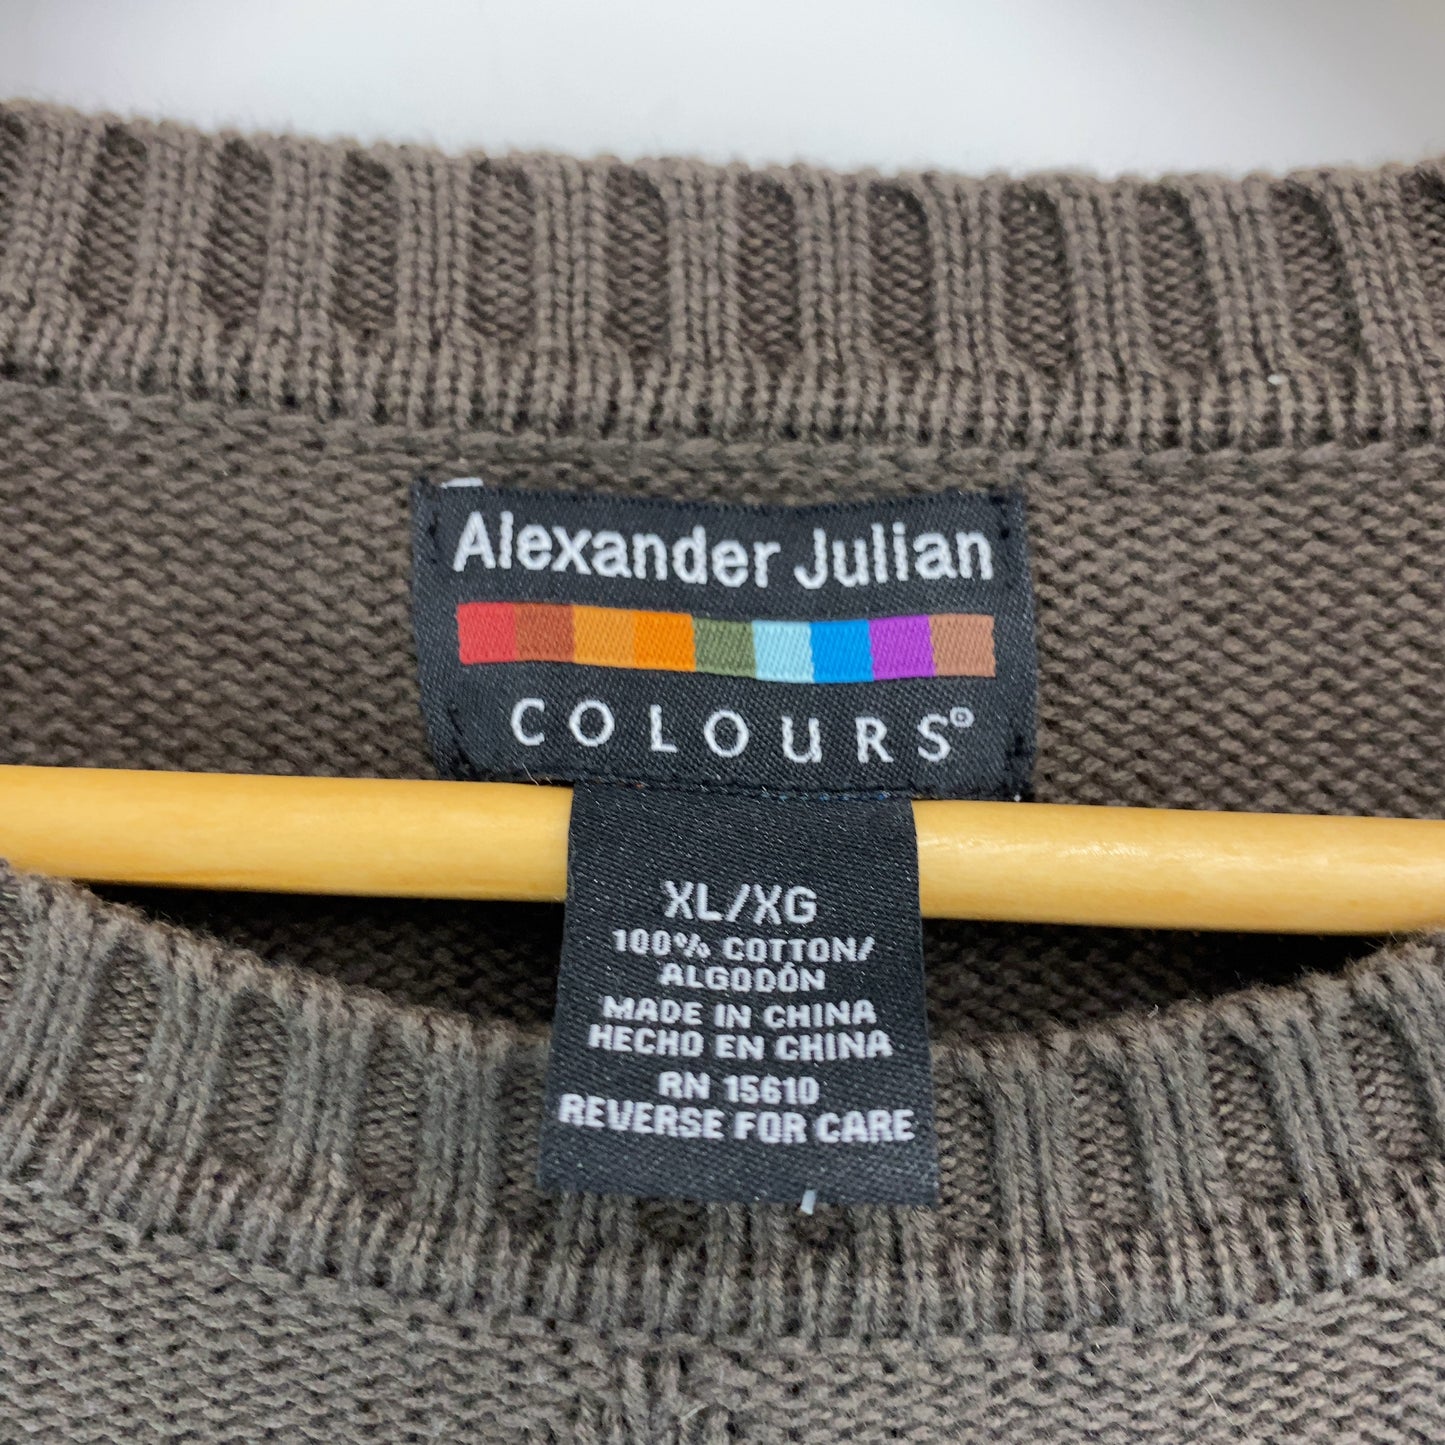 Alexander Julian
COLOURS©
XL/XG
100% COTTON/
ALGODÓN
MADE IN CHINA
HECHO EN CHINA
RN 15610
REVERSE FOR CARE